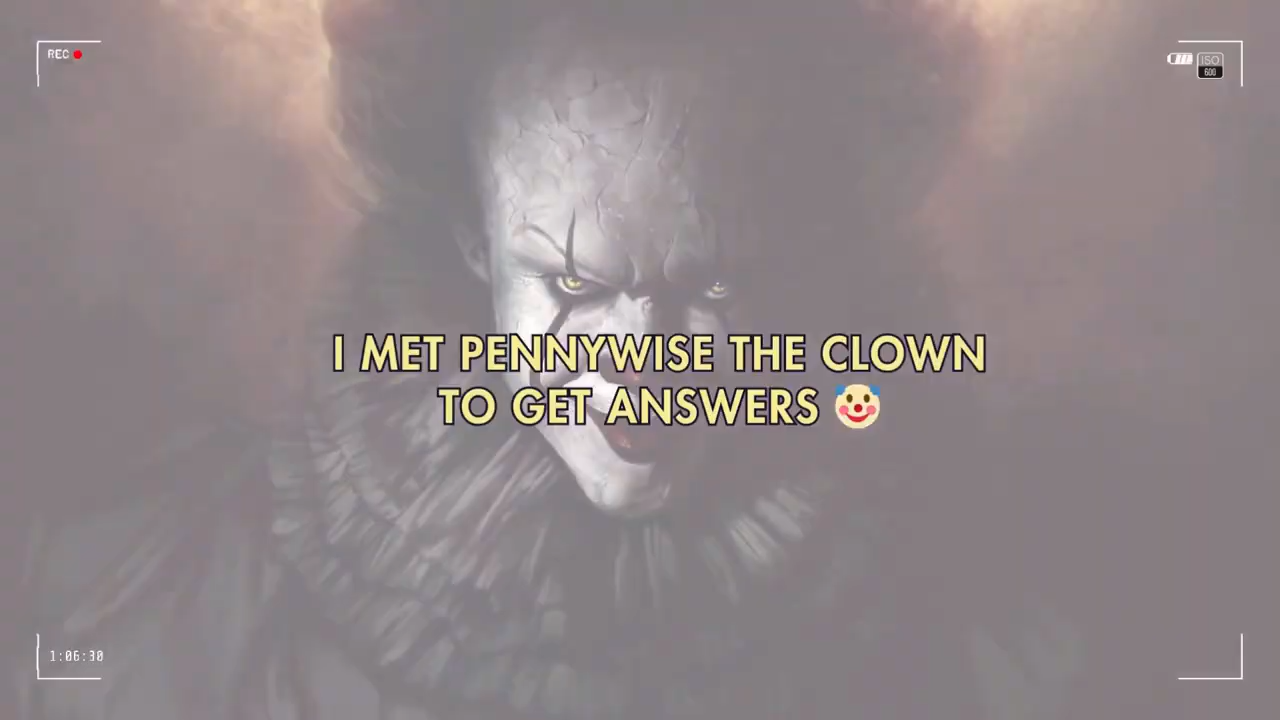 REC
ISO
600
I MET PENNYWISE THE CLOWN
TO GET ANSWERS 🤡
1:06:30